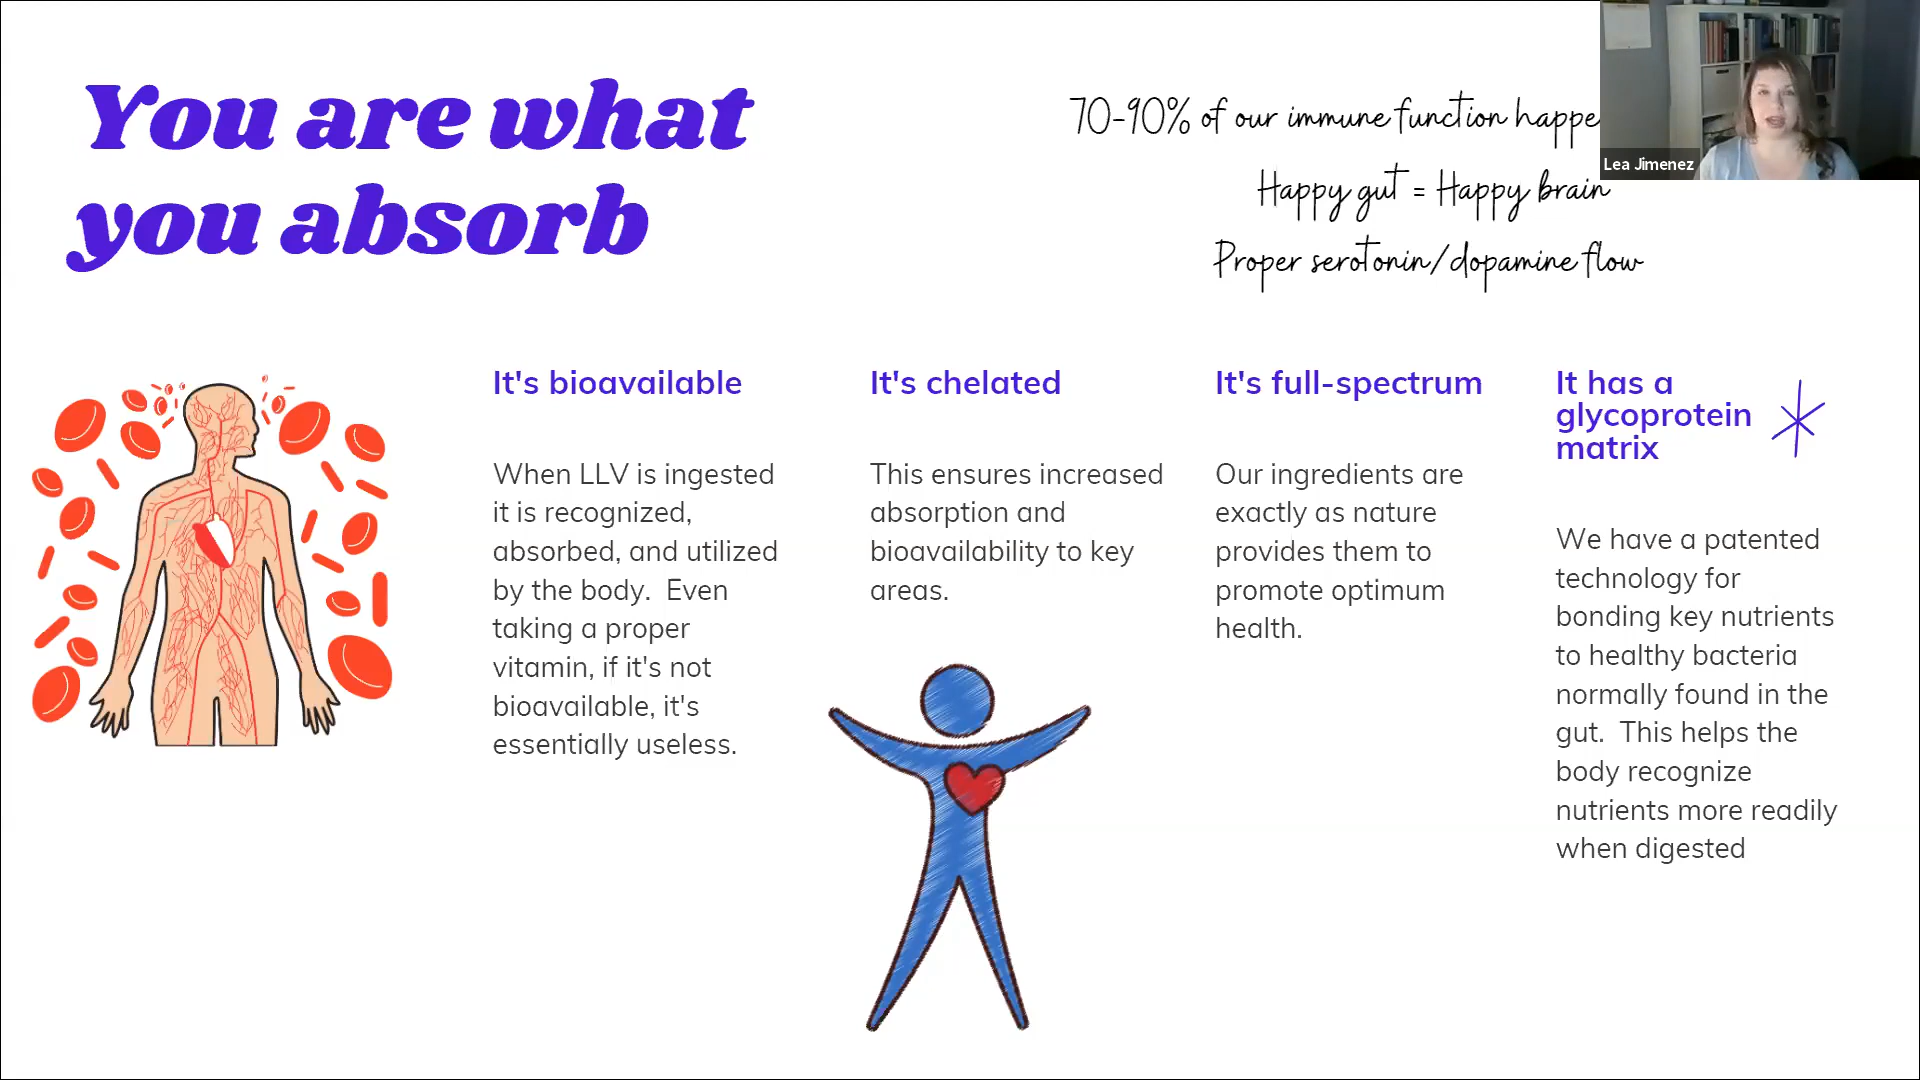 You are what
you absorb
70-90% of our immune function happe
Happy gut = Happy brain
Proper serotonin/dopamine flow
Lea Jimenez
It's bioavailable
When LLV is ingested
it is recognized,
absorbed, and utilized
by the body.  Even
taking a proper
vitamin, if it's not
bioavailable, it's
essentially useless.
It's chelated
This ensures increased
absorption and
bioavailability to key
areas.
It's full-spectrum
Our ingredients are
exactly as nature
provides them to
promote optimum
health.
It has a
glycoprotein
matrix
We have a patented
technology for
bonding key nutrients
to healthy bacteria
normally found in the
gut.  This helps the
body recognize
nutrients more readily
when digested